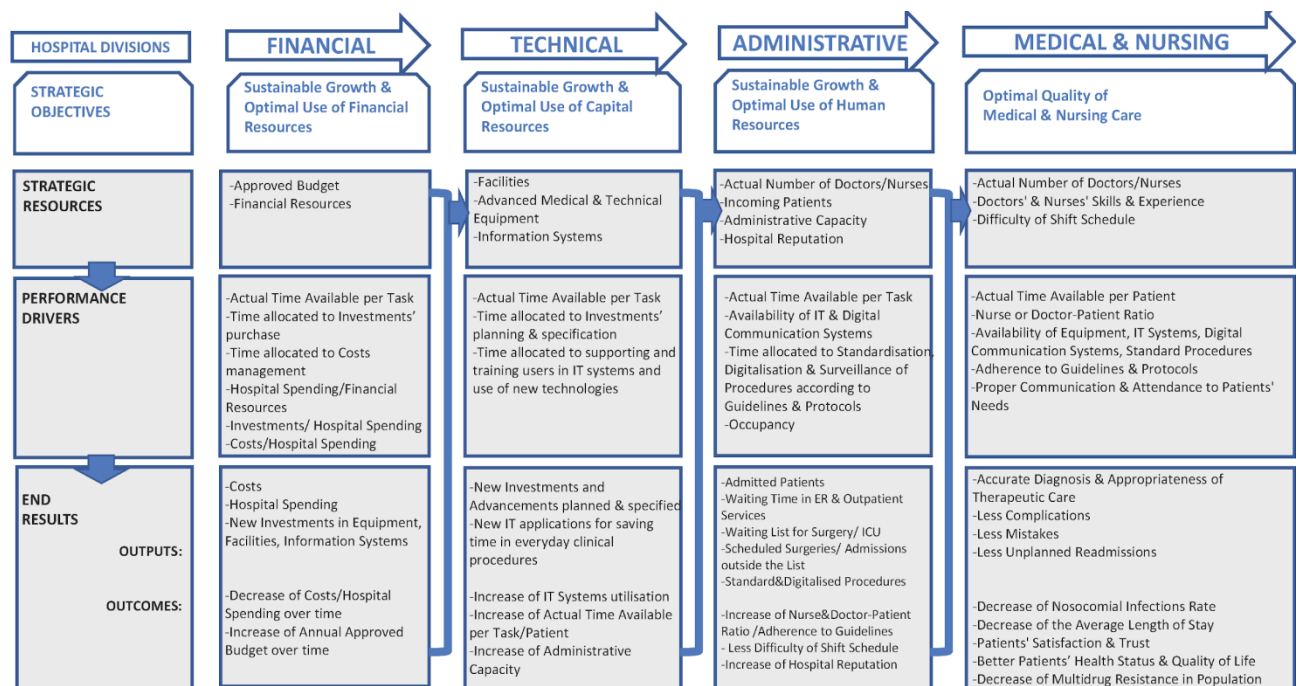 HOSPITAL DIVISIONS
FINANCIAL
TECHNICAL
ADMINISTRATIVE
MEDICAL & NURSING
STRATEGIC
OBJECTIVES
Sustainable Growth &
Optimal Use of Financial
Resources
Sustainable Growth &
Optimal Use of Capital
Resources
Sustainable Growth &
Optimal Use of Human
Resources
Optimal Quality of
Medical & Nursing Care
STRATEGIC
RESOURCES
-Approved Budget
-Financial Resources
-Facilities
-Advanced Medical & Technical
Equipment
-Information Systems
-Actual Number of Doctors/Nurses
-Incoming Patients
-Administrative Capacity
-Hospital Reputation
-Actual Number of Doctors/Nurses
-Doctors' & Nurses' Skills & Experience
-Difficulty of Shift Schedule
PERFORMANCE
DRIVERS
-Actual Time Available per Task
-Time allocated to Investments'
purchase
-Time allocated to Costs
management
-Hospital Spending/Financial
Resources
-Investments/ Hospital Spending
-Costs/Hospital Spending
-Actual Time Available per Task
-Time allocated to Investments'
planning & specification
-Time allocated to supporting and
training users in IT systems and
use of new technologies
-Actual Time Available per Task
-Availability of IT & Digital
Communication Systems
-Time allocated to Standardisation,
Digitalisation & Surveillance of
Procedures according to
Guidelines & Protocols
-Occupancy
-Actual Time Available per Patient
-Nurse or Doctor-Patient Ratio
-Availability of Equipment, IT Systems, Digital
Communication Systems, Standard Procedures
-Adherence to Guidelines & Protocols
-Proper Communication & Attendance to Patients'
Needs
END
RESULTS
OUTPUTS:
-Costs
-Hospital Spending
-New Investments in Equipment,
Facilities, Information Systems
-New Investments and
Advancements planned & specified
-New IT applications for saving
time in everyday clinical
procedures
-Admitted Patients
-Waiting Time in ER & Outpatient
Services
-Waiting List for Surgery/ ICU
-Scheduled Surgeries/ Admissions
outside the List
-Standard&Digitalised Procedures
-Accurate Diagnosis & Appropriateness of
Therapeutic Care
-Less Complications
-Less Mistakes
-Less Unplanned Readmissions
OUTCOMES:
-Decrease of Costs/Hospital
Spending over time
-Increase of Annual Approved
Budget over time
-Increase of IT Systems utilisation
-Increase of Actual Time Available
per Task/Patient
-Increase of Administrative
Capacity
-Increase of Nurse&Doctor-Patient
Ratio /Adherence to Guidelines
- Less Difficulty of Shift Schedule
-Increase of Hospital Reputation
-Decrease of Nosocomial Infections Rate
-Decrease of the Average Length of Stay
-Patients' Satisfaction & Trust
-Better Patients' Health Status & Quality of Life
-Decrease of Multidrug Resistance in Population